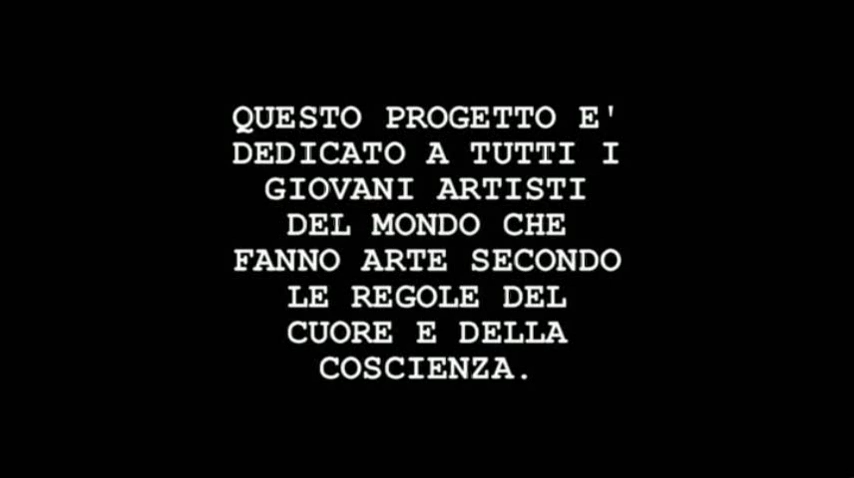 QUESTO PROGETTO E'
DEDICATO A TUTTI I
GIOVANI ARTISTI
DEL MONDO CHE
FANNO ARTE SECONDO
LE REGOLE DEL
CUORE E DELLA
COSCIENZA.